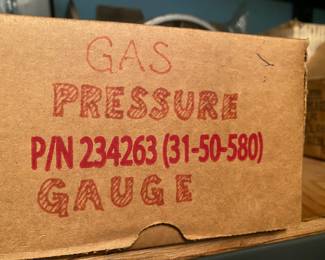 GAS
PRESSURE
P/N 234263 (31-50-580)
GAUGE